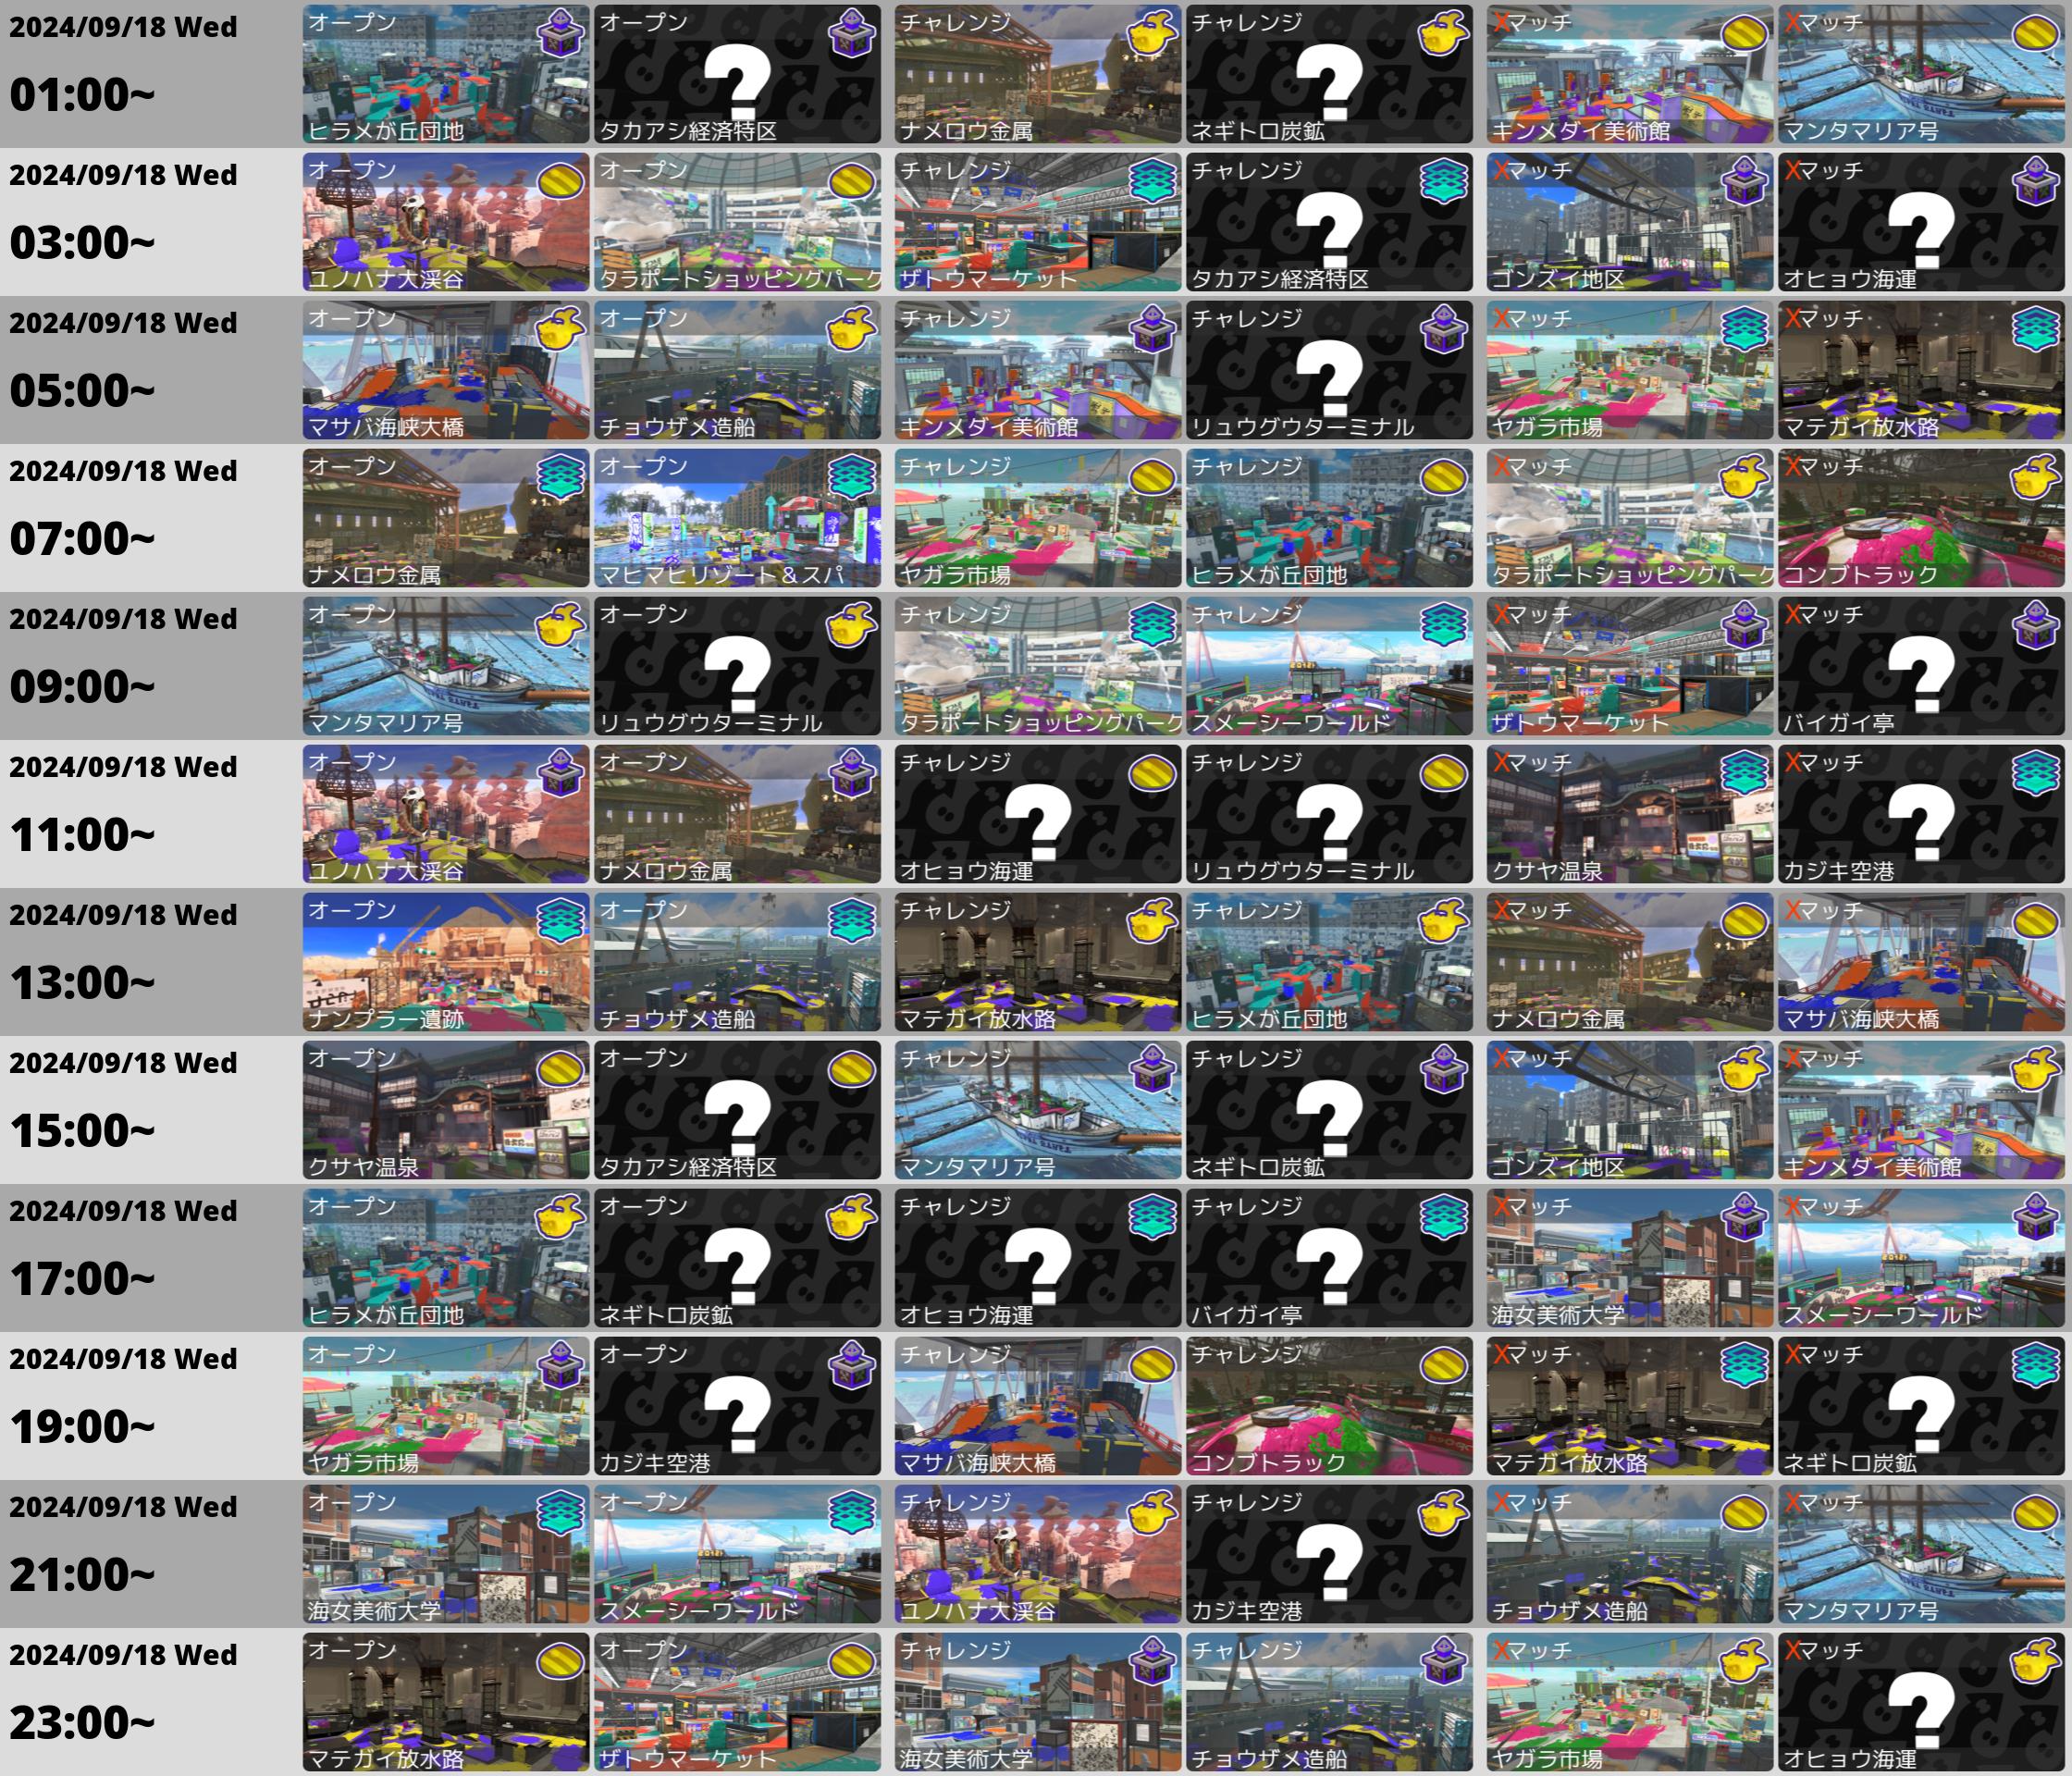 2024/09/18 Wed
01:00~
オープン
ヒラメが丘団地
オープン
タカアシ経済特区
チャレンジ
ナメロウ金属
チャレンジ
ネギトロ炭鉱
Xマッチ
キンメダイ美術館
Xマッチ
マンタマリア号
2024/09/18 Wed
03:00~
オープン
ユノハナ大渓谷
オープン
タラポートショッピングパーク
チャレンジ
ザトウマーケット
チャレンジ
タカアシ経済特区
Xマッチ
ゴンズイ地区
Xマッチ
オヒョウ海運
2024/09/18 Wed
05:00~
オープン
マサバ海峡大橋
オープン
チョウザメ造船
チャレンジ
キンメダイ美術館
チャレンジ
リュウグウターミナル
Xマッチ
ヤガラ市場
Xマッチ
マテガイ放水路
2024/09/18 Wed
07:00~
オープン
ナメロウ金属
オープン
マヒマヒリゾート＆スパ
チャレンジ
ヤガラ市場
チャレンジ
ヒラメが丘団地
Xマッチ
タラポートショッピングパーク
Xマッチ
コンブトラック
2024/09/18 Wed
09:00~
オープン
マンタマリア号
オープン
リュウグウターミナル
チャレンジ
タラポートショッピングパーク
チャレンジ
スメーシーワールド
Xマッチ
ザトウマーケット
Xマッチ
バイガイ亭
2024/09/18 Wed
11:00~
オープン
ユノハナ大渓谷
オープン
ナメロウ金属
チャレンジ
オヒョウ海運
チャレンジ
リュウグウターミナル
Xマッチ
クサヤ温泉
Xマッチ
カジキ空港
2024/09/18 Wed
13:00~
オープン
ナンプラー遺跡
オープン
チョウザメ造船
チャレンジ
マテガイ放水路
チャレンジ
ヒラメが丘団地
Xマッチ
ナメロウ金属
Xマッチ
マサバ海峡大橋
2024/09/18 Wed
15:00~
オープン
クサヤ温泉
オープン
タカアシ経済特区
チャレンジ
マンタマリア号
チャレンジ
ネギトロ炭鉱
Xマッチ
ゴンズイ地区
Xマッチ
キンメダイ美術館
2024/09/18 Wed
17:00~
オープン
ヒラメが丘団地
オープン
ネギトロ炭鉱
チャレンジ
オヒョウ海運
チャレンジ
バイガイ亭
Xマッチ
海女美術大学
Xマッチ
スメーシーワールド
2024/09/18 Wed
19:00~
オープン
ヤガラ市場
オープン
カジキ空港
チャレンジ
マサバ海峡大橋
チャレンジ
コンブトラック
Xマッチ
マテガイ放水路
Xマッチ
ネギトロ炭鉱
2024/09/18 Wed
21:00~
オープン
海女美術大学
オープン
スメーシーワールド
チャレンジ
ユノハナ大渓谷
チャレンジ
カジキ空港
Xマッチ
チョウザメ造船
Xマッチ
マンタマリア号
2024/09/18 Wed
23:00~
オープン
マテガイ放水路
オープン
ザトウマーケット
チャレンジ
海女美術大学
チャレンジ
チョウザメ造船
Xマッチ
ヤガラ市場
Xマッチ
オヒョウ海運